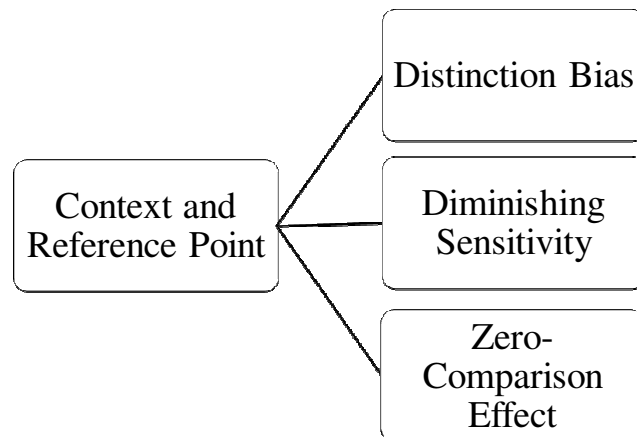 Distinction Bias
Context and
Reference Point
Diminishing
Sensitivity
Zero-
Comparison
Effect